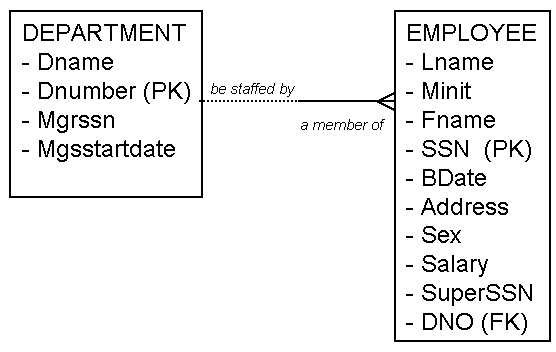 DEPARTMENT
- Dname
- Dnumber (PK)
- Mgrssn
- Mgsstartdate
be staffed by
a member of
EMPLOYEE
- Lname
- Minit
- Fname
- SSN (PK)
- BDate
- Address
- Sex
- Salary
- SuperSSN
- DNO (FK)